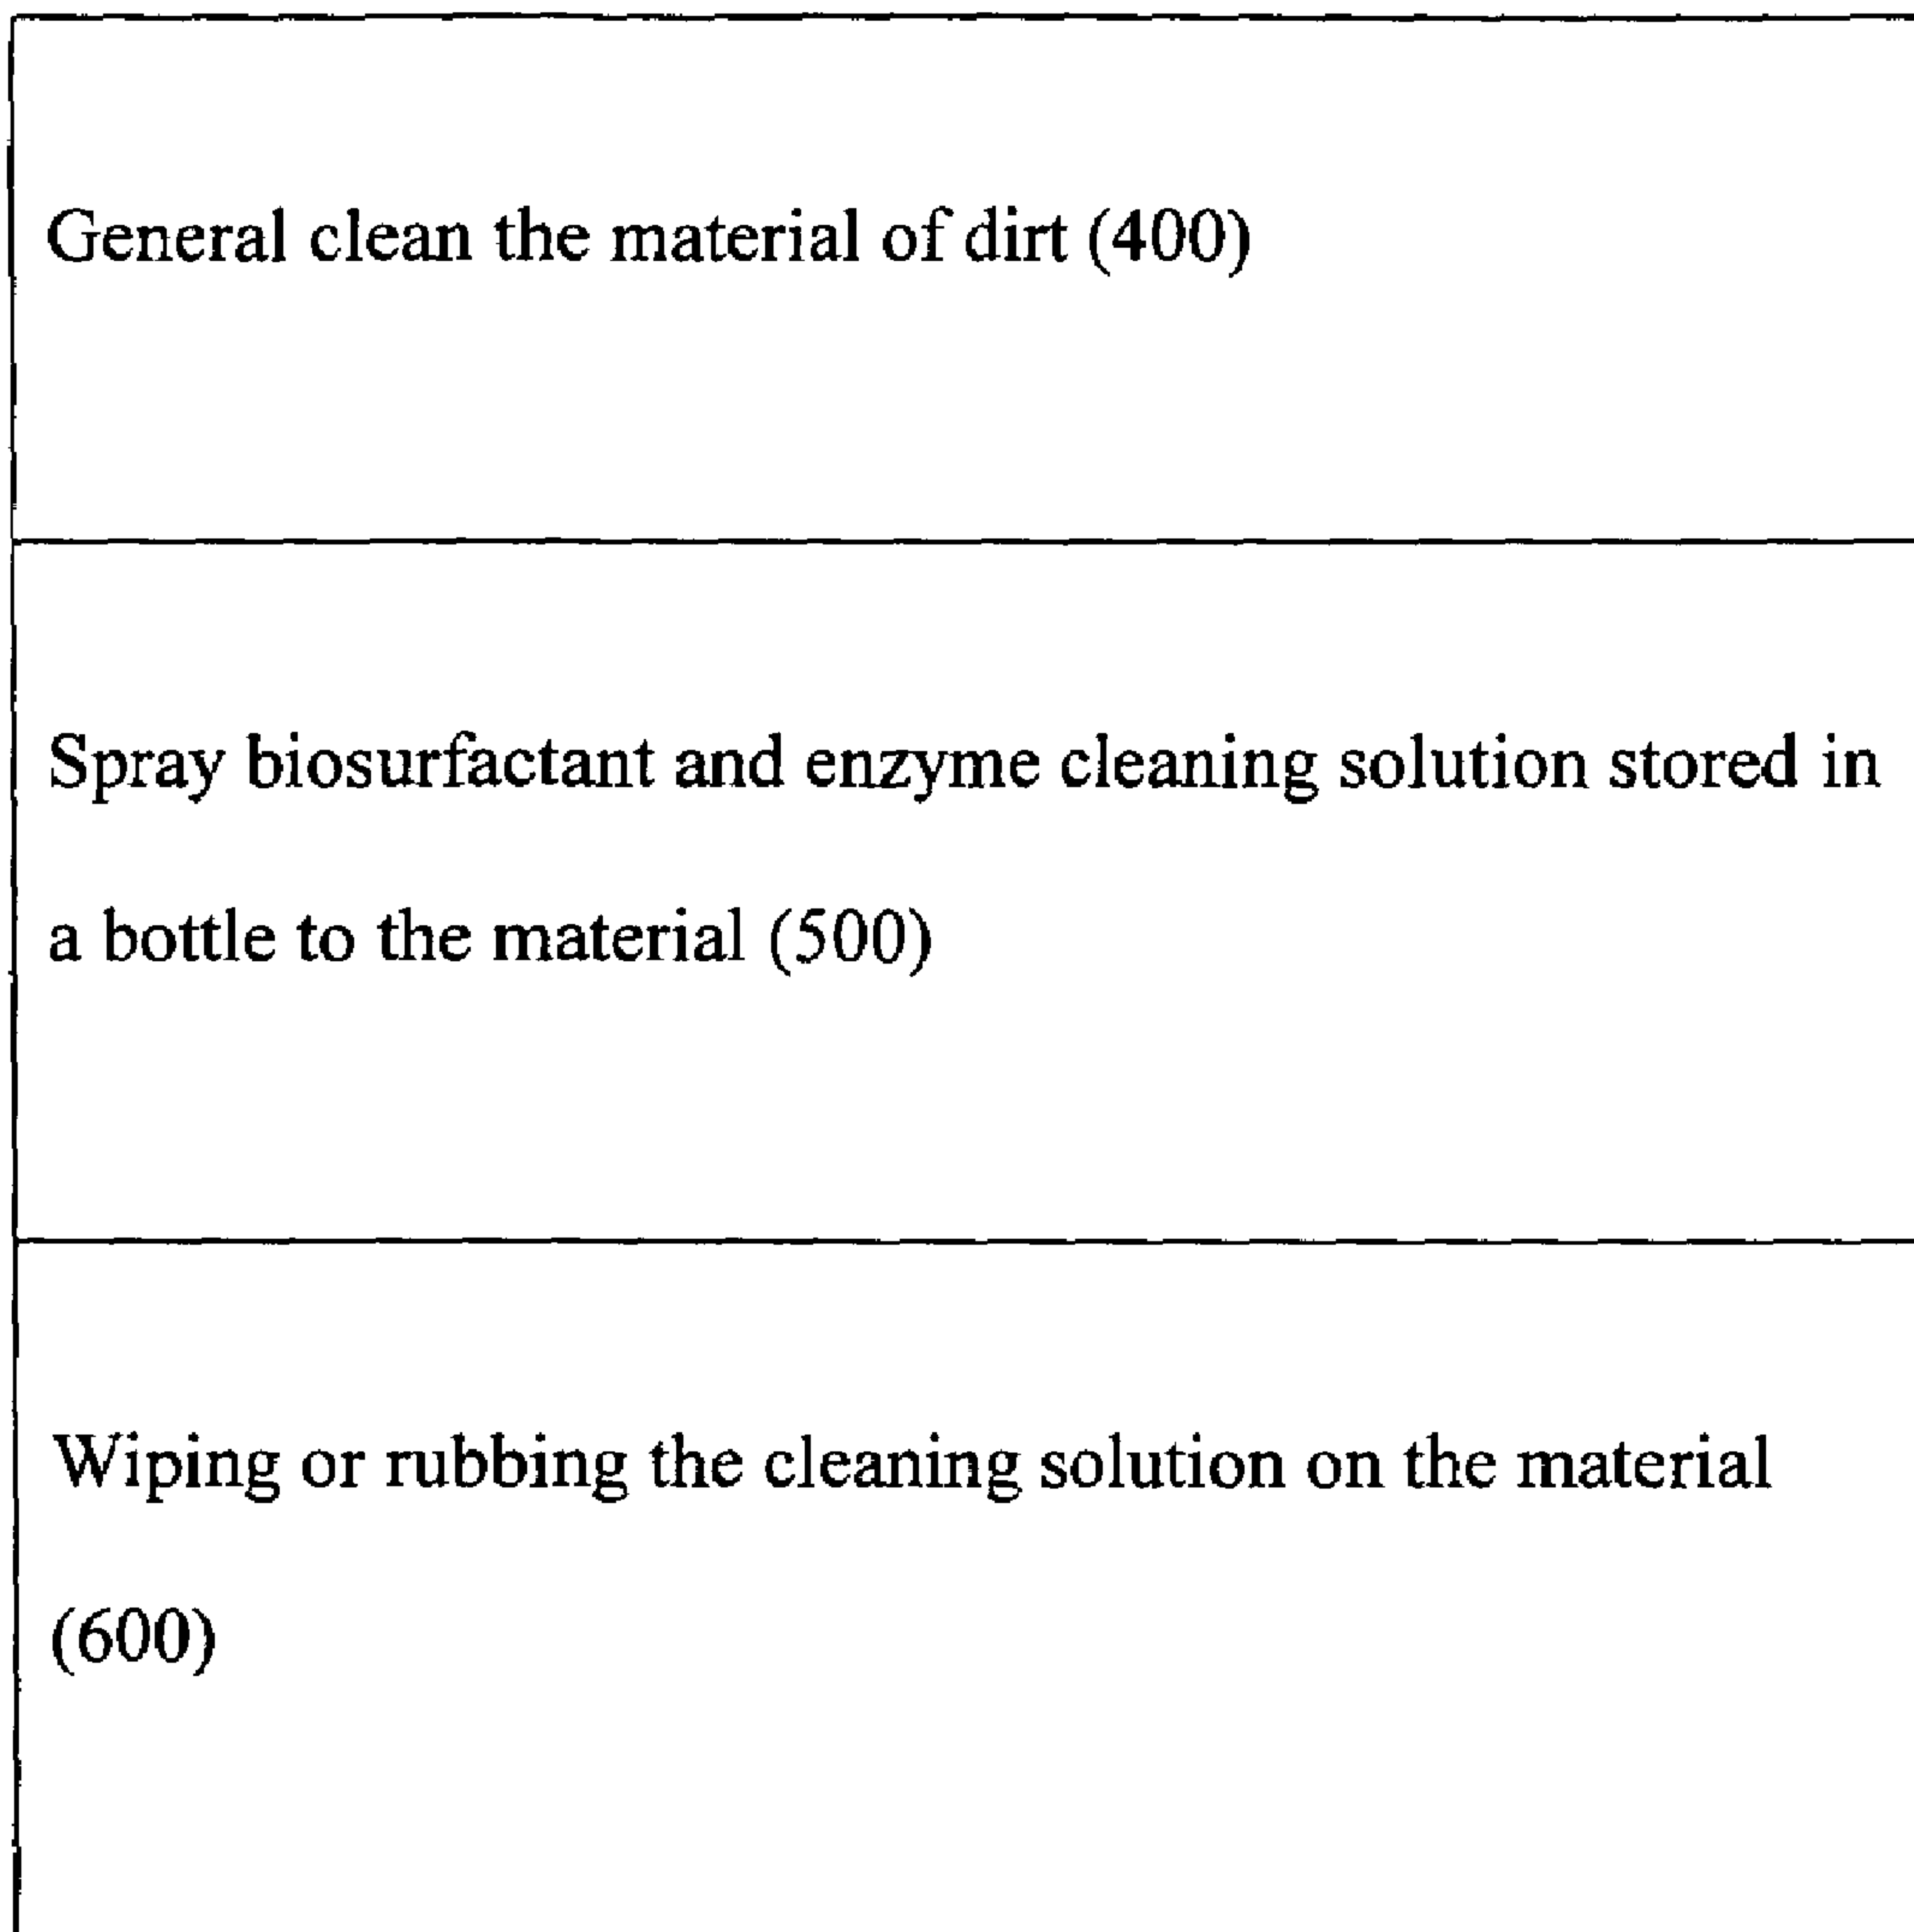 General clean the material of dirt (400)
Spray biosurfactant and enzyme cleaning solution stored in
a bottle to the material (500)
Wiping or rubbing the cleaning solution on the material
(600)